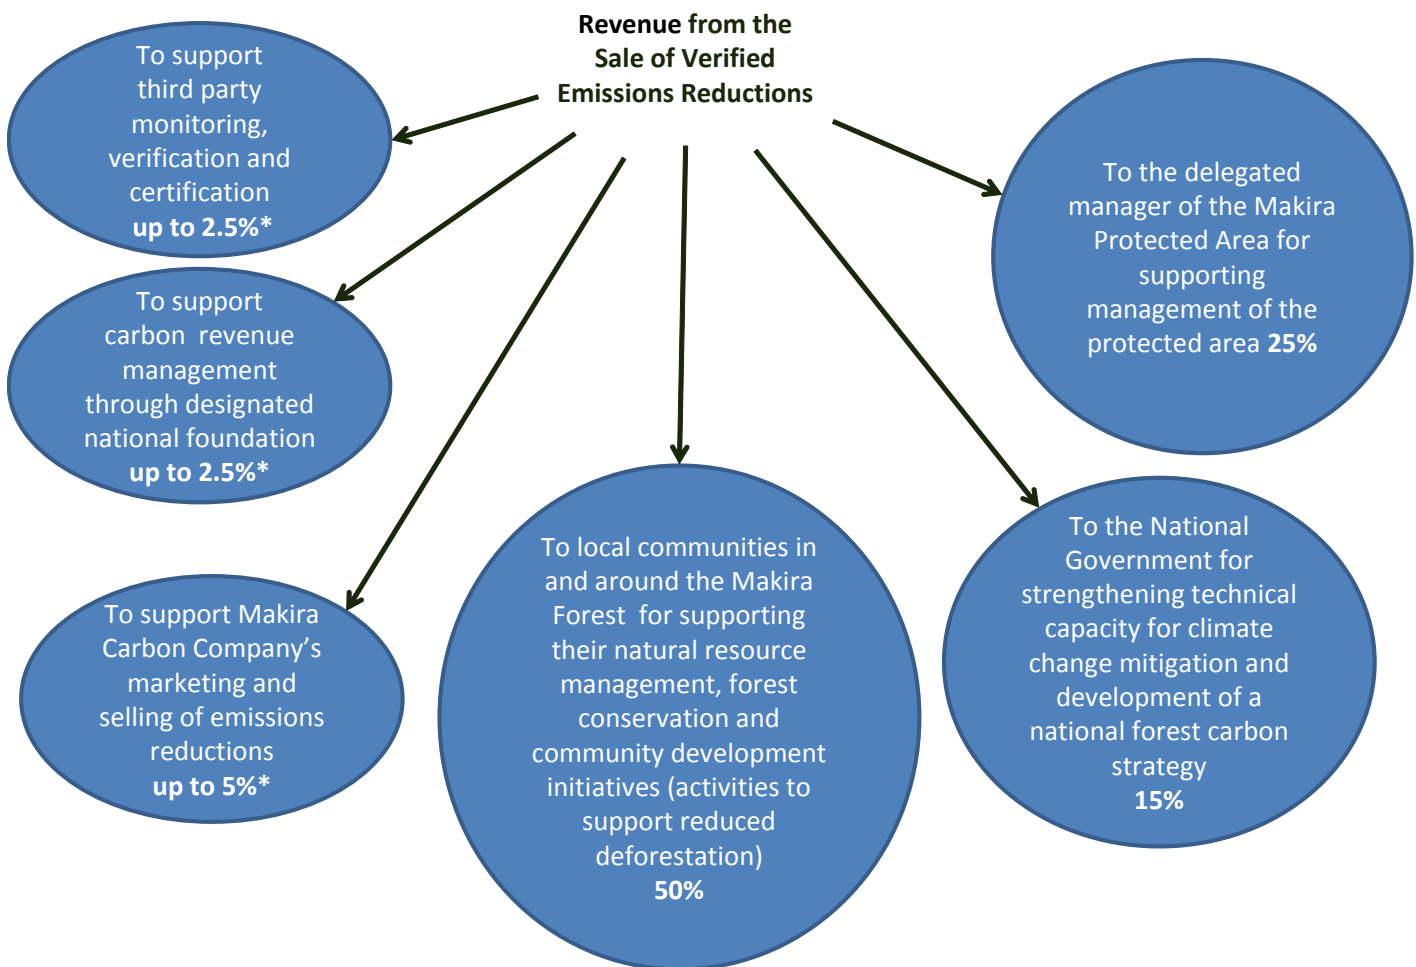 Revenue from the
Sale of Verified
Emissions Reductions
To support
third party
monitoring,
verification and
certification
up to 2.5%*
To support
carbon revenue
management
through designated
national foundation
up to 2.5%*
To support Makira
Carbon Company’s
marketing and
selling of emissions
reductions
up to 5%*
To local communities in
and around the Makira
Forest for supporting
their natural resource
management, forest
conservation and
community development
initiatives (activities to
support reduced
deforestation)
50%
To the National
Government for
strengthening technical
capacity for climate
change mitigation and
development of a
national forest carbon
strategy
15%
To the delegated
manager of the Makira
Protected Area for
supporting
management of the
protected area 25%